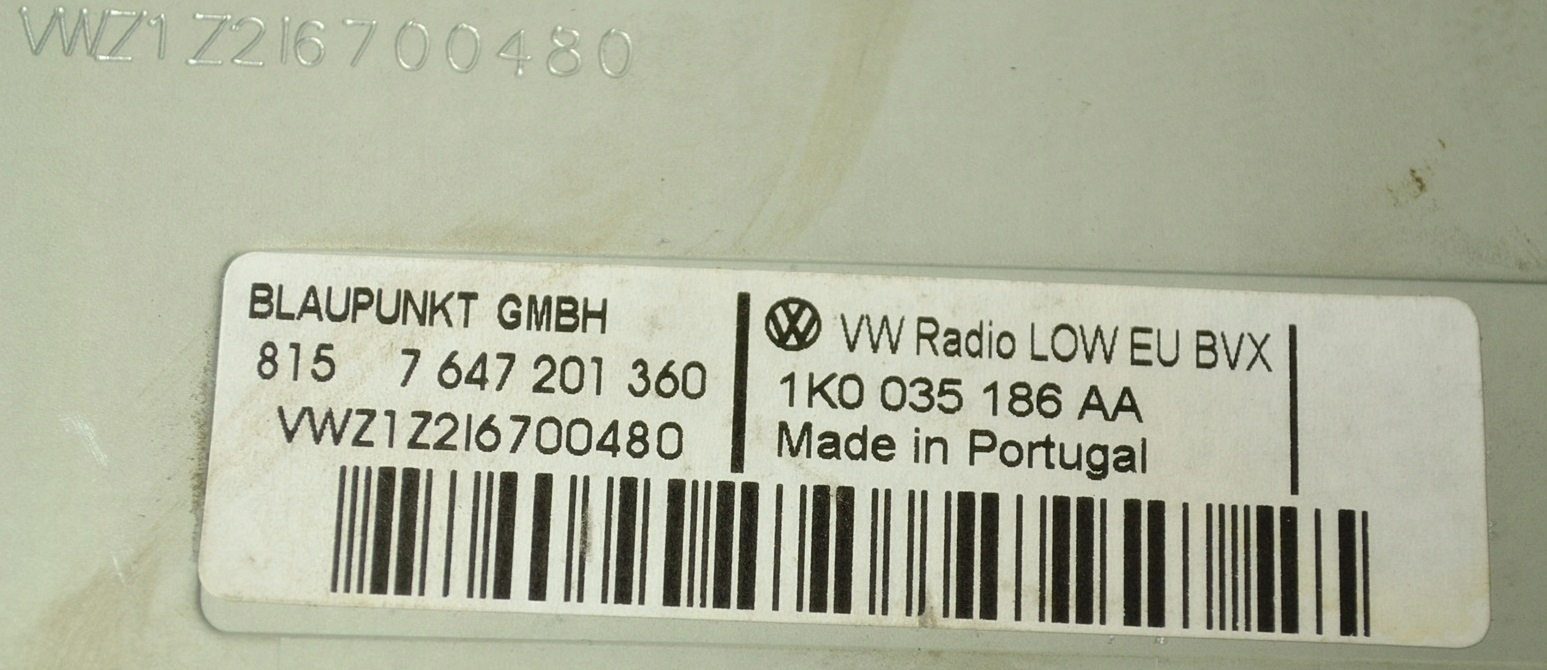 VWZ1Z2I6700480
BLAUPUNKT GMBH
815 7 647 201 360
VWZ1Z2I6700480
VW Radio LOW EU BVX
1K0 035 186 AA
Made in Portugal